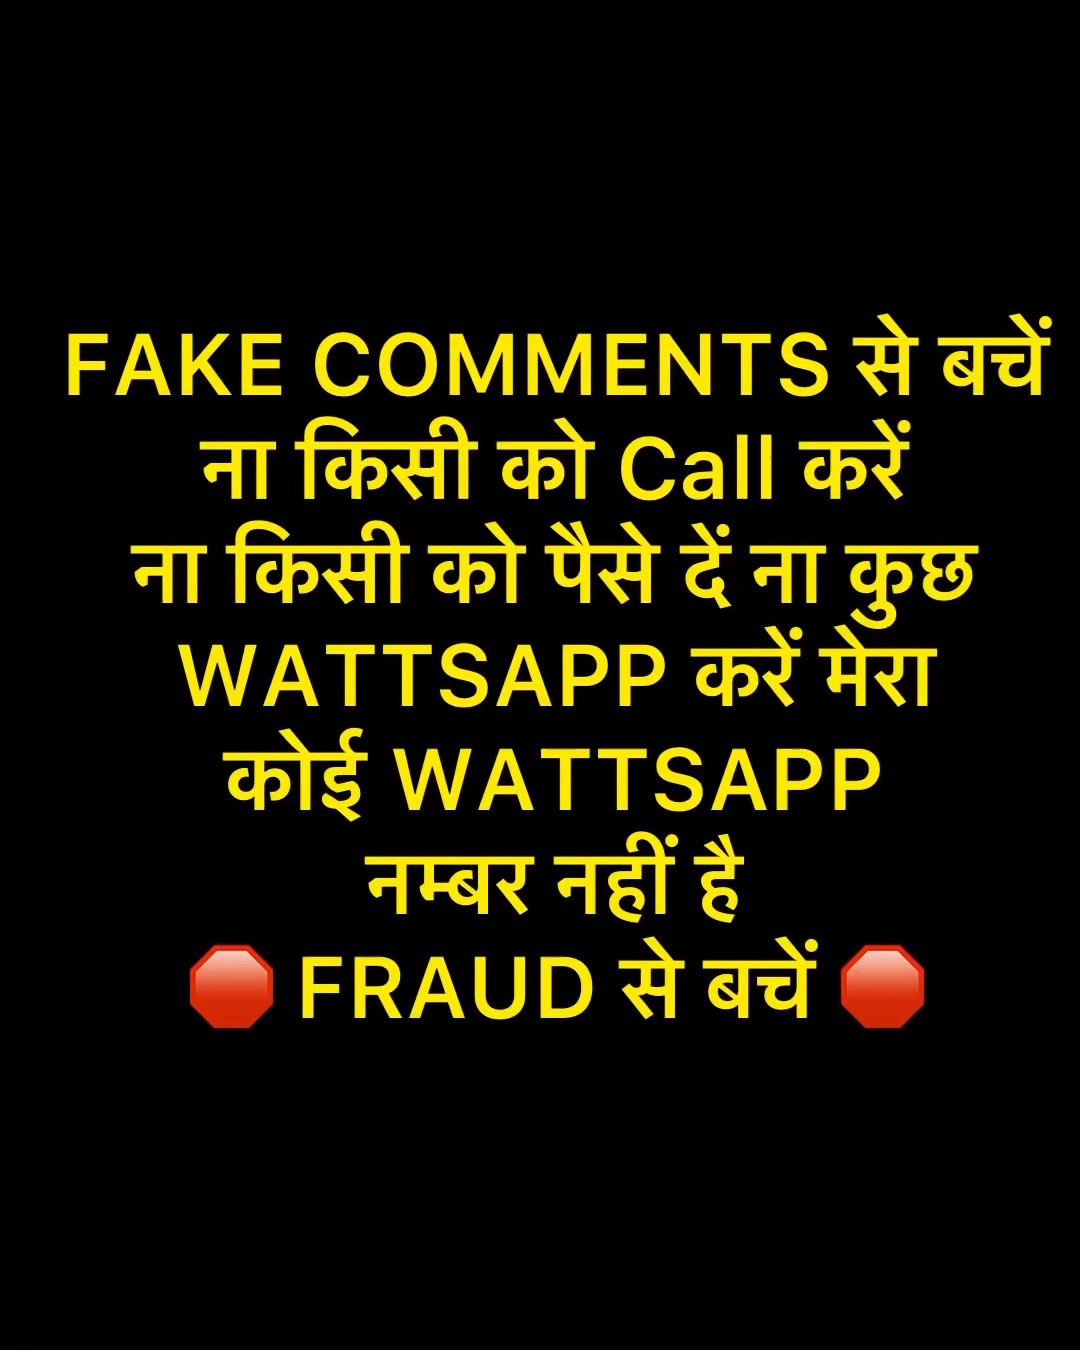 FAKE COMMENTS से बचें
ना किसी को Call करें
ना किसी को पैसे दें ना कुछ
WATTSAPP करें मेरा
कोई WATTSAPP
नम्बर नहीं है
🛑 FRAUD से बचें 🛑